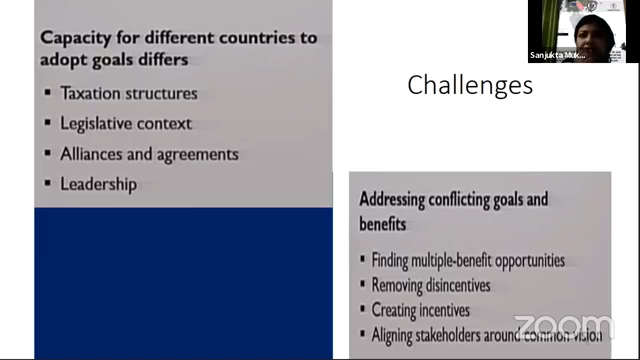 Capacity for different countries to
adopt goals differs
▪ Taxation structures
▪ Legislative context
▪ Alliances and agreements
▪ Leadership
Sanjukta Muk...
Challenges
Addressing conflicting goals and
benefits
▪ Finding multiple-benefit opportunities
▪ Removing disincentives
▪ Creating incentives
▪ Aligning stakeholders around common vision
zoom